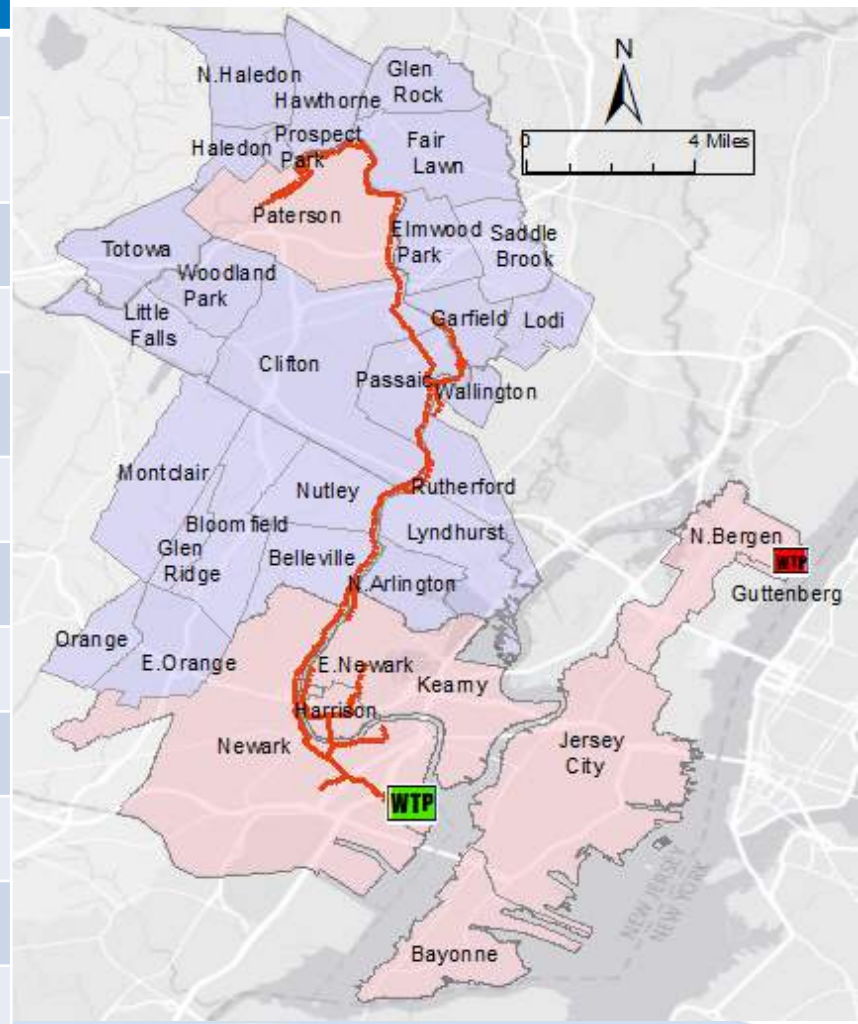 N
0 4 Miles
N.Haledon
Hawthorne
Glen
Rock
Haledon
Prospect
Park
Fair
Lawn
Paterson
Elmwood
Park
Saddle
Brook
Totowa
Woodland
Park
Little
Falls
Garfield
Lodi
Clifton
Passaic
Wallington
Montclair
Nutley
Rutherford
Bloomfield
Lyndhurst
Glen
Ridge
Belleville
N.Arlington
N.Bergen
WTP
Guttenberg
Orange
E.Orange
E.Newark
Kearny
Harrison
Newark
Jersey
City
WTP
Bayonne
NEW JERSEY
NEW YORK